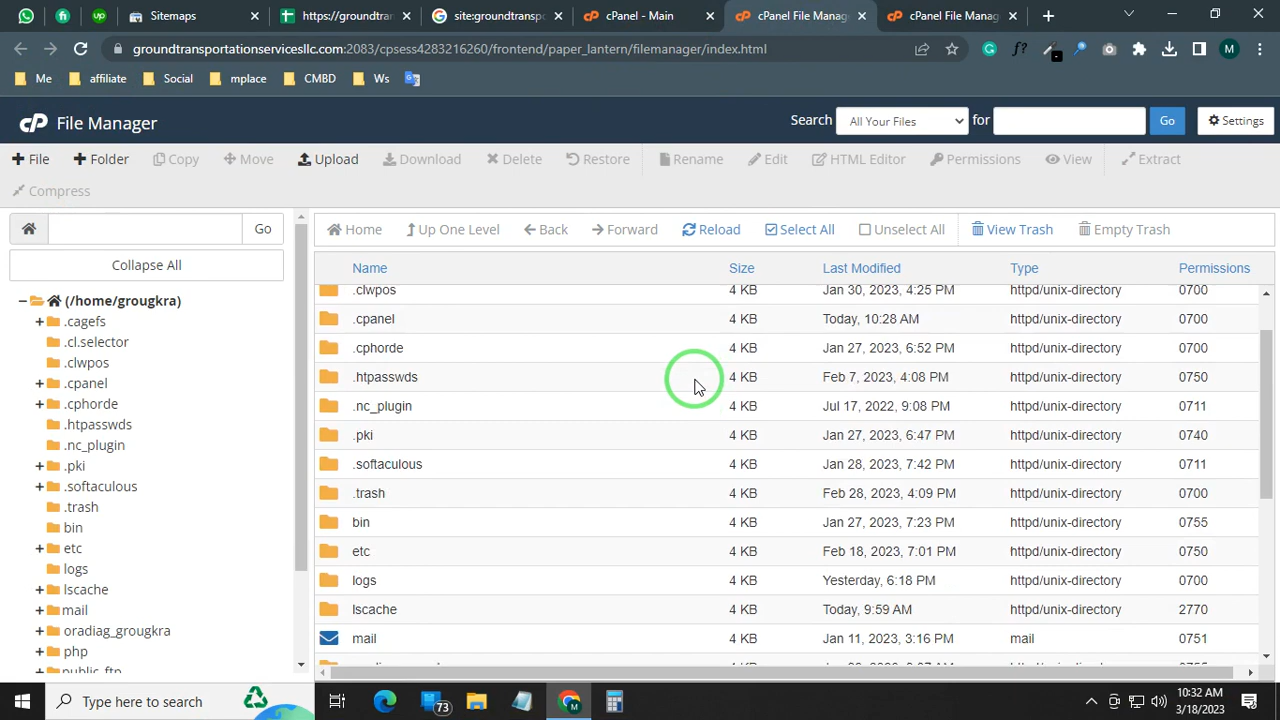 Sitemaps
https://groundtran
site:groundtranspo
cPanel - Main
cPanel File Manage
cPanel File Manag
groundtransportationservicesllc.com:2083/cpsess4283216260/frontend/paper_lantern/filemanager/index.html
Me
affiliate
Social
mplace
CMBD
Ws
cP File Manager
Search
All Your Files
for
Go
Settings
File
Folder
Copy
Move
Upload
Download
Delete
Restore
Rename
Edit
HTML Editor
Permissions
View
Extract
Compress
Go
Home
Up One Level
Back
Forward
Reload
Select All
Unselect All
View Trash
Empty Trash
Collapse All
(/home/grougkra)
.cagefs
.cl.selector
.clwpos
.cpanel
.cphorde
.htpasswds
.nc_plugin
.pki
.softaculous
.trash
bin
etc
logs
lscache
mail
oradiag_grougkra
php
public_ftp
Name Size Last Modified Type Permissions
.clwpos 4 KB Jan 30, 2023, 4:25 PM httpd/unix-directory 0700
.cpanel 4 KB Today, 10:28 AM httpd/unix-directory 0700
.cphorde 4 KB Jan 27, 2023, 6:52 PM httpd/unix-directory 0700
.htpasswds 4 KB Feb 7, 2023, 4:08 PM httpd/unix-directory 0750
.nc_plugin 4 KB Jul 17, 2022, 9:08 PM httpd/unix-directory 0711
.pki 4 KB Jan 27, 2023, 6:47 PM httpd/unix-directory 0740
.softaculous 4 KB Jan 28, 2023, 7:42 PM httpd/unix-directory 0711
.trash 4 KB Feb 28, 2023, 4:09 PM httpd/unix-directory 0700
bin 4 KB Jan 27, 2023, 7:23 PM httpd/unix-directory 0755
etc 4 KB Feb 18, 2023, 7:01 PM httpd/unix-directory 0750
logs 4 KB Yesterday, 6:18 PM httpd/unix-directory 0700
lscache 4 KB Today, 9:59 AM httpd/unix-directory 2770
mail 4 KB Jan 11, 2023, 3:16 PM mail 0751
Type here to search
73
10:32 AM
3/18/2023